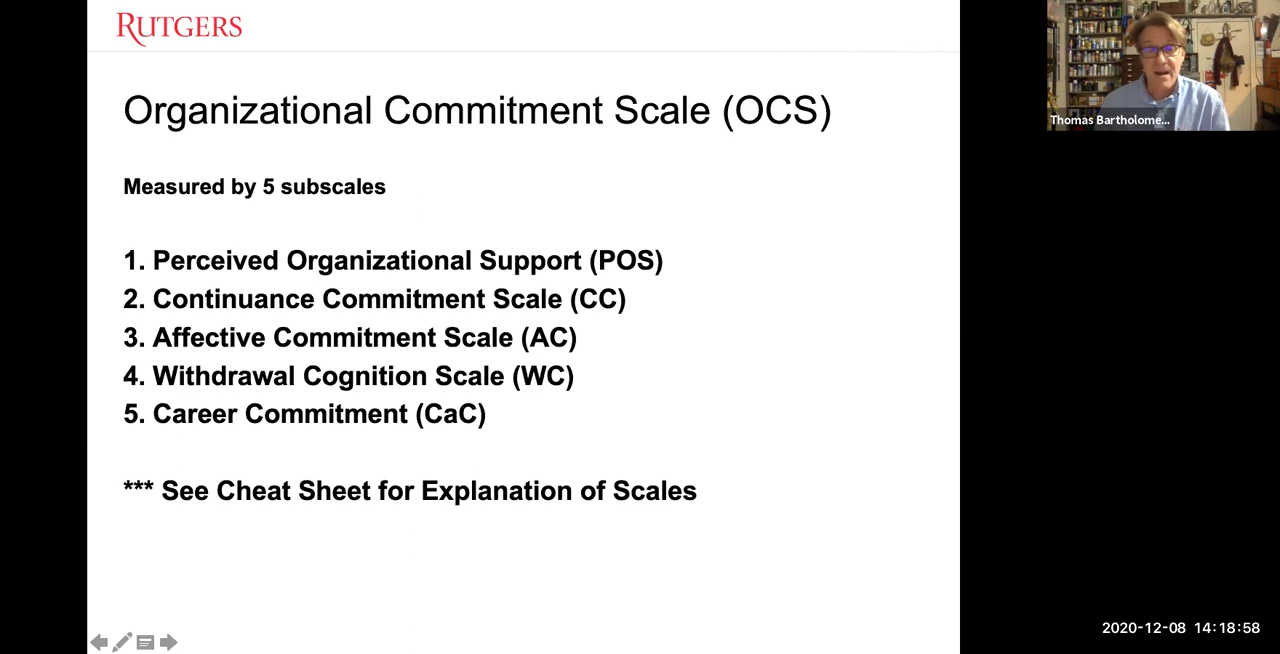 RUTGERS
Organizational Commitment Scale (OCS)
Measured by 5 subscales
1. Perceived Organizational Support (POS)
2. Continuance Commitment Scale (CC)
3. Affective Commitment Scale (AC)
4. Withdrawal Cognition Scale (WC)
5. Career Commitment (CaC)
*** See Cheat Sheet for Explanation of Scales
Thomas Bartholome...
2020-12-08 14:18:58